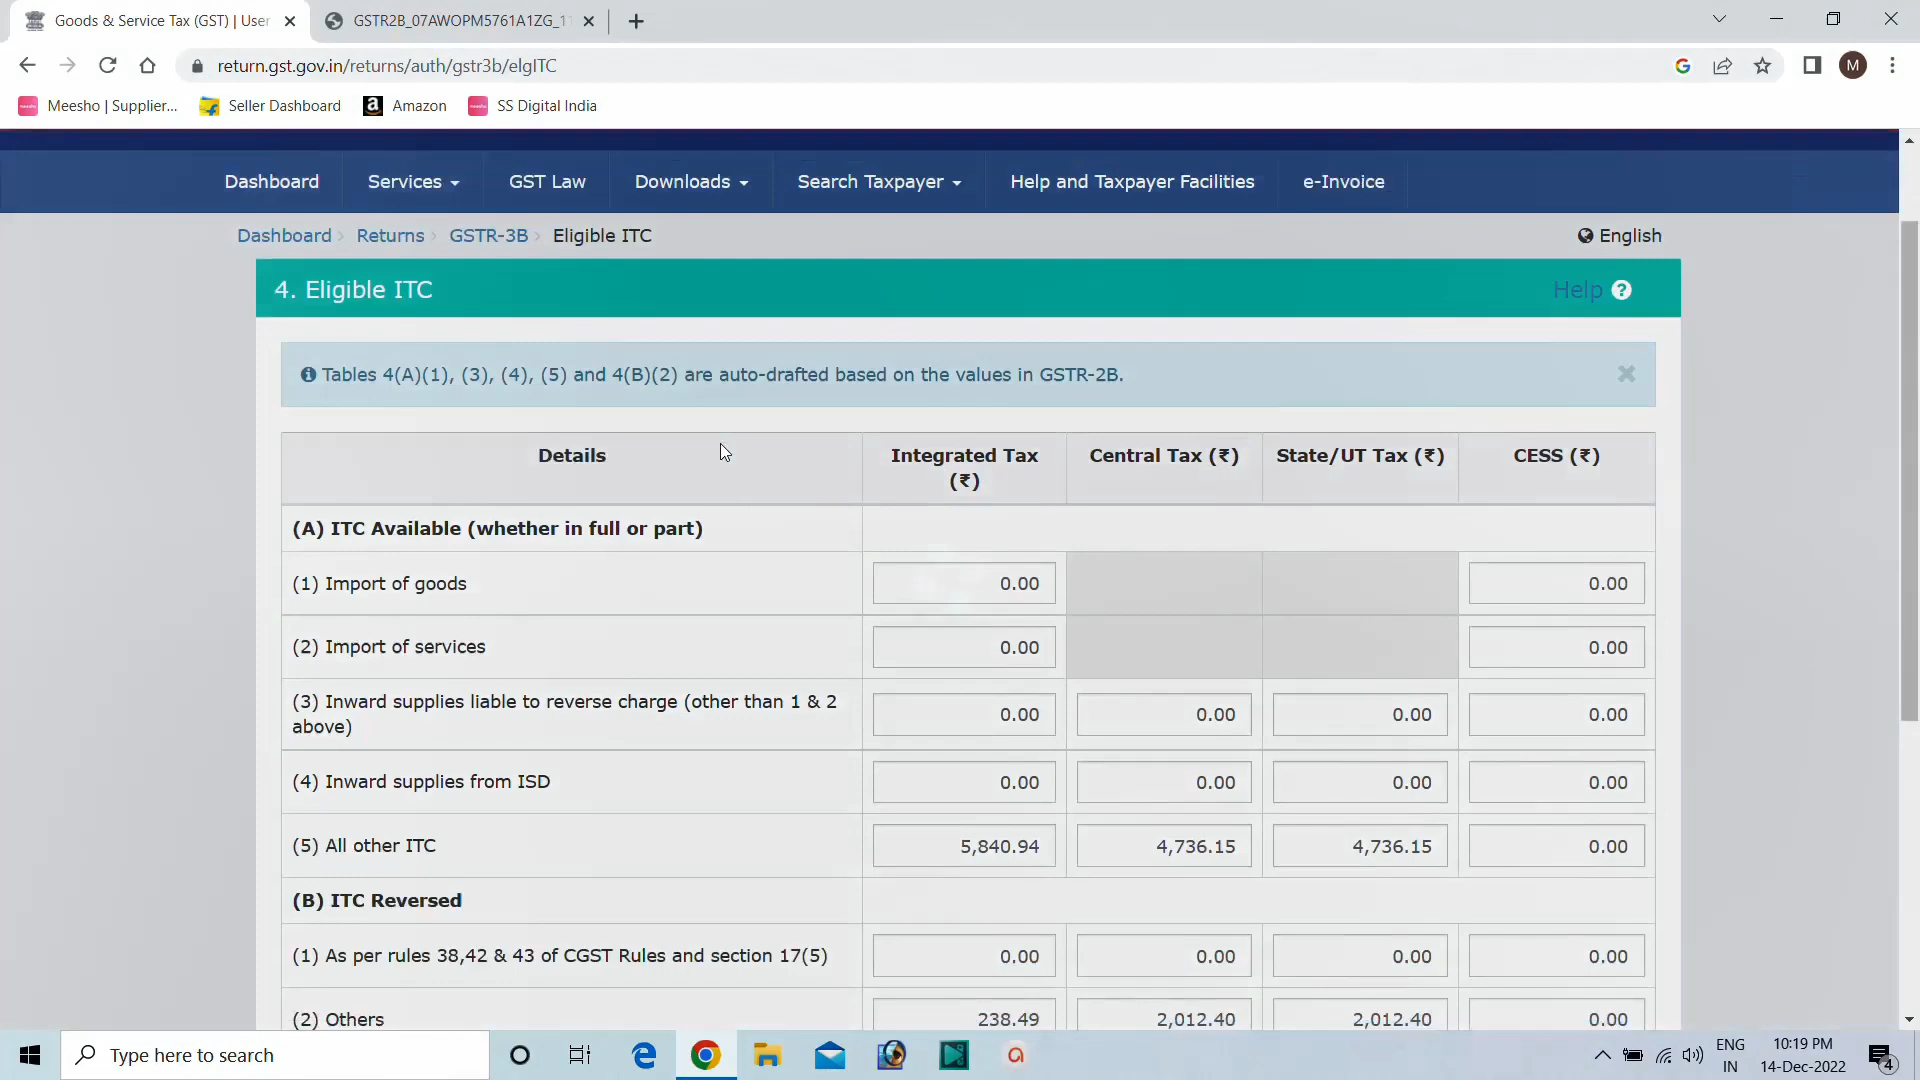 Goods & Service Tax (GST) | User
GSTR2B_07AWOPM5761A1ZG_1
return.gst.gov.in/returns/auth/gstr3b/elgITC
M
Meesho | Supplier...
Seller Dashboard
Amazon
SS Digital India
Dashboard
Services
GST Law
Downloads
Search Taxpayer
Help and Taxpayer Facilities
e-Invoice
Dashboard
Returns
GSTR-3B
Eligible ITC
English
4. Eligible ITC
Help
Tables 4(A)(1), (3), (4), (5) and 4(B)(2) are auto-drafted based on the values in GSTR-2B.
Details
Integrated Tax
(₹)
Central Tax (₹)
State/UT Tax (₹)
CESS (₹)
(A) ITC Available (whether in full or part)
(1) Import of goods
0.00
0.00
(2) Import of services
0.00
0.00
(3) Inward supplies liable to reverse charge (other than 1 & 2
above)
0.00
0.00
0.00
0.00
(4) Inward supplies from ISD
0.00
0.00
0.00
0.00
(5) All other ITC
5,840.94
4,736.15
4,736.15
0.00
(B) ITC Reversed
(1) As per rules 38,42 & 43 of CGST Rules and section 17(5)
0.00
0.00
0.00
0.00
(2) Others
238.49
2,012.40
2,012.40
0.00
Type here to search
ENG
IN
10:19 PM
14-Dec-2022
4